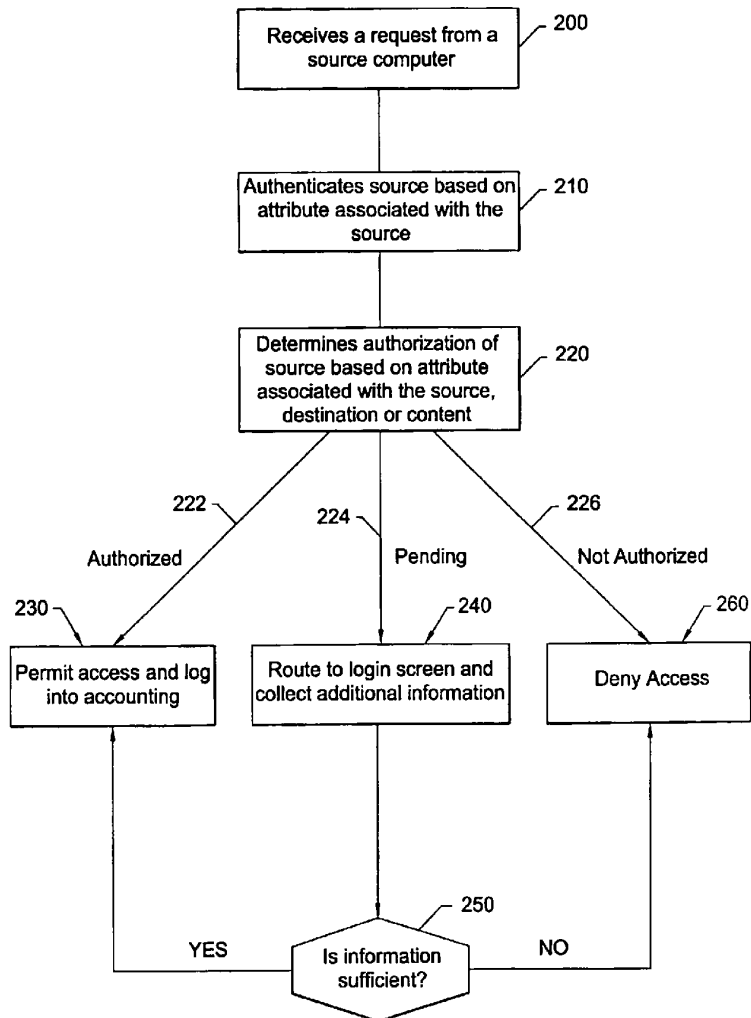 Receives a request from a
source computer
200
Authenticates source based on
attribute associated with the
source
210
Determines authorization of
source based on attribute
associated with the source,
destination or content
220
222
224
226
Authorized
Pending
Not Authorized
230
240
260
Permit access and log
into accounting
Route to login screen and
collect additional information
Deny Access
250
YES
Is information
sufficient?
NO